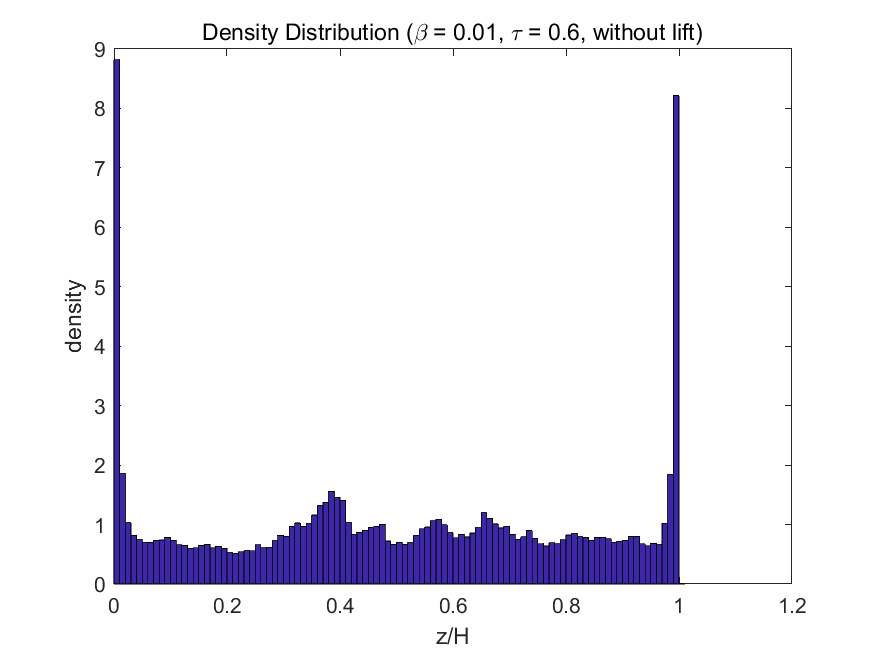 Density Distribution (β = 0.01, τ = 0.6, without lift)
9
8
7
6
5
4
3
2
1
0
density
0 0.2 0.4 0.6 0.8 1 1.2
z/H